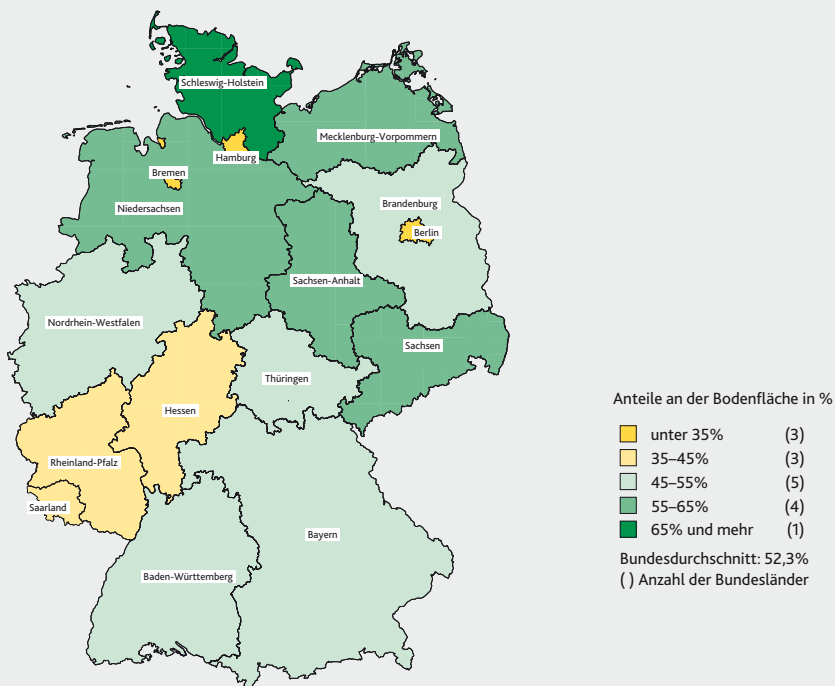 Schleswig-Holstein
Mecklenburg-Vorpommern
Hamburg
Bremen
Brandenburg
Niedersachsen
Berlin
Sachsen-Anhalt
Nordrhein-Westfalen
Sachsen
Thüringen
Hessen
Rheinland-Pfalz
Saarland
Bayern
Baden-Württemberg
Anteile an der Bodenfläche in %
unter 35% (3)
35–45% (3)
45–55% (5)
55–65% (4)
65% und mehr (1)
Bundesdurchschnitt: 52,3%
( ) Anzahl der Bundesländer